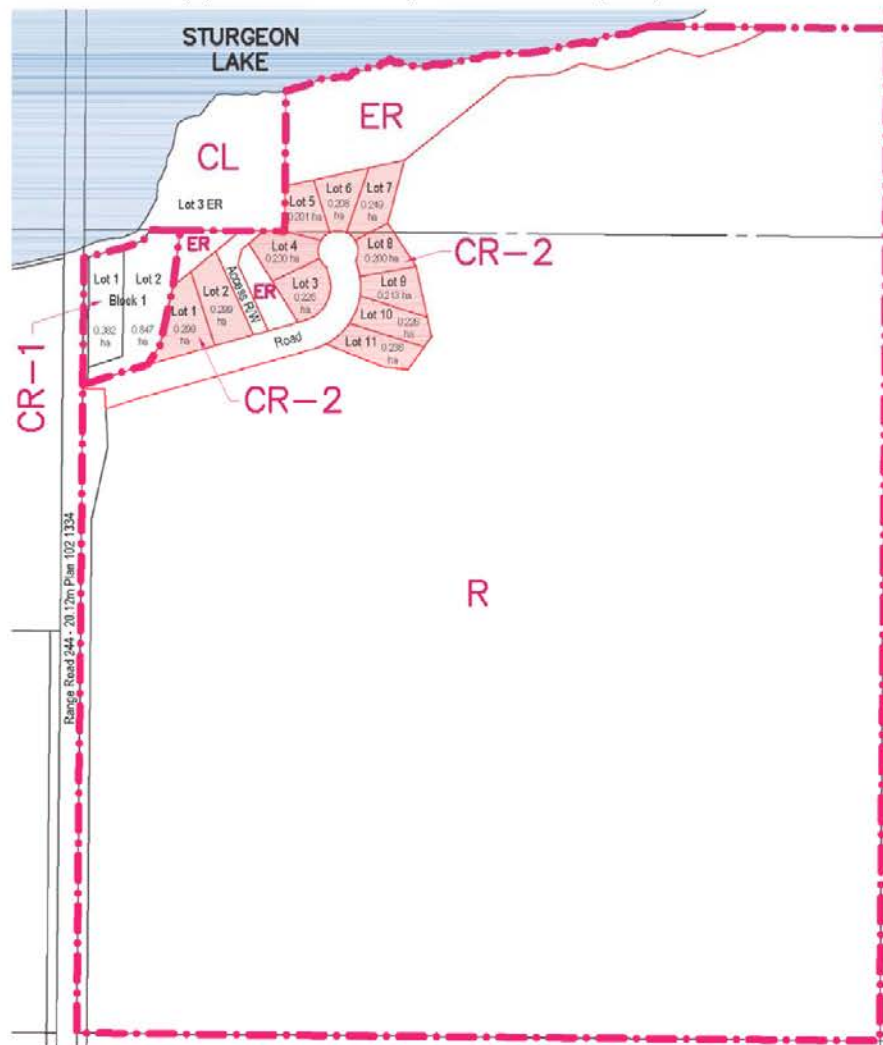 STURGEON
LAKE
ER
CL
Lot 3 ER
Lot 5
0.201 ha
Lot 6
0.208
ha
Lot 7
0.249
ha
ER
Lot 4
0.230 ha
Lot 8
0.200 ha
CR-2
Lot 1
Lot 2
Block 1
0.382
ha
0.647
ha
Lot 1
0.290
ha
Lot 2
0.299
ha
Access R/W
ER
Lot 3
0.225
ha
Lot 9
0.213 ha
Lot 10
0.226
ha
Lot 11
0.236
ha
Road
CR-1
CR-2
Range Road 244 - 20.12m Plan 102 1334
R